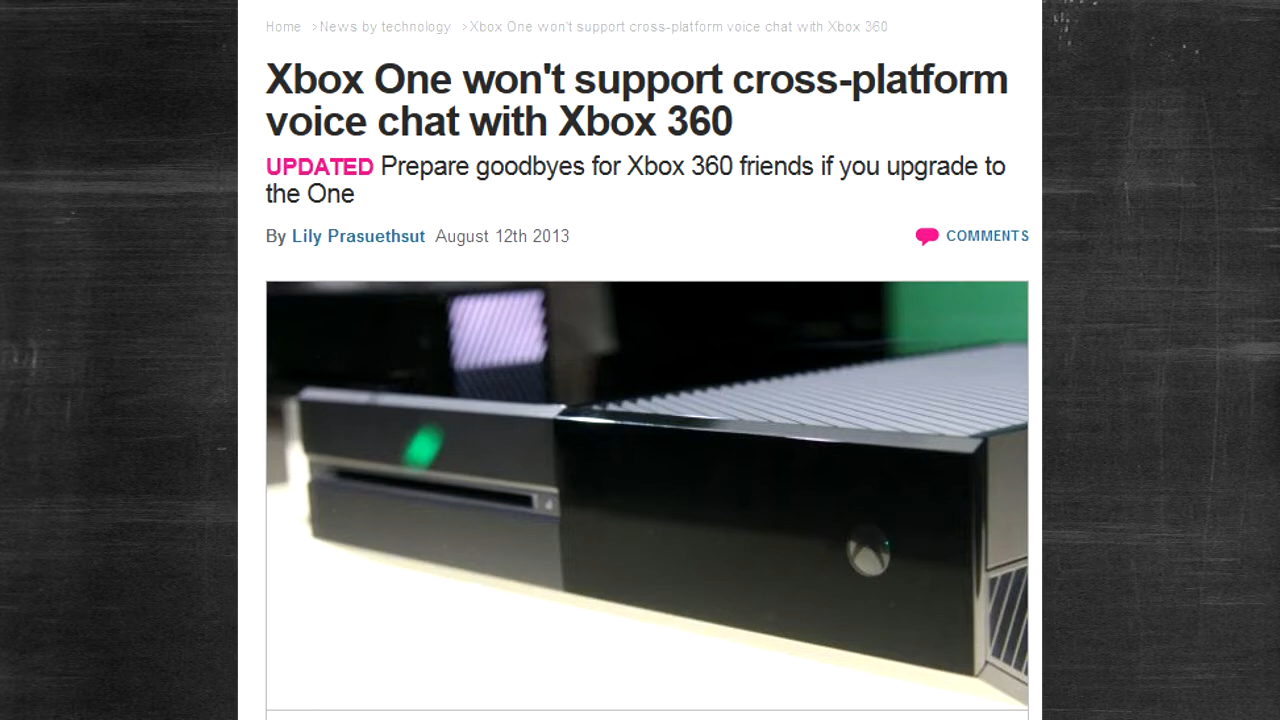 Home >News by technology >Xbox One won't support cross-platform voice chat with Xbox 360
Xbox One won't support cross-platform
voice chat with Xbox 360
UPDATED Prepare goodbyes for Xbox 360 friends if you upgrade to
the One
By Lily Prasuethsut August 12th 2013
COMMENTS